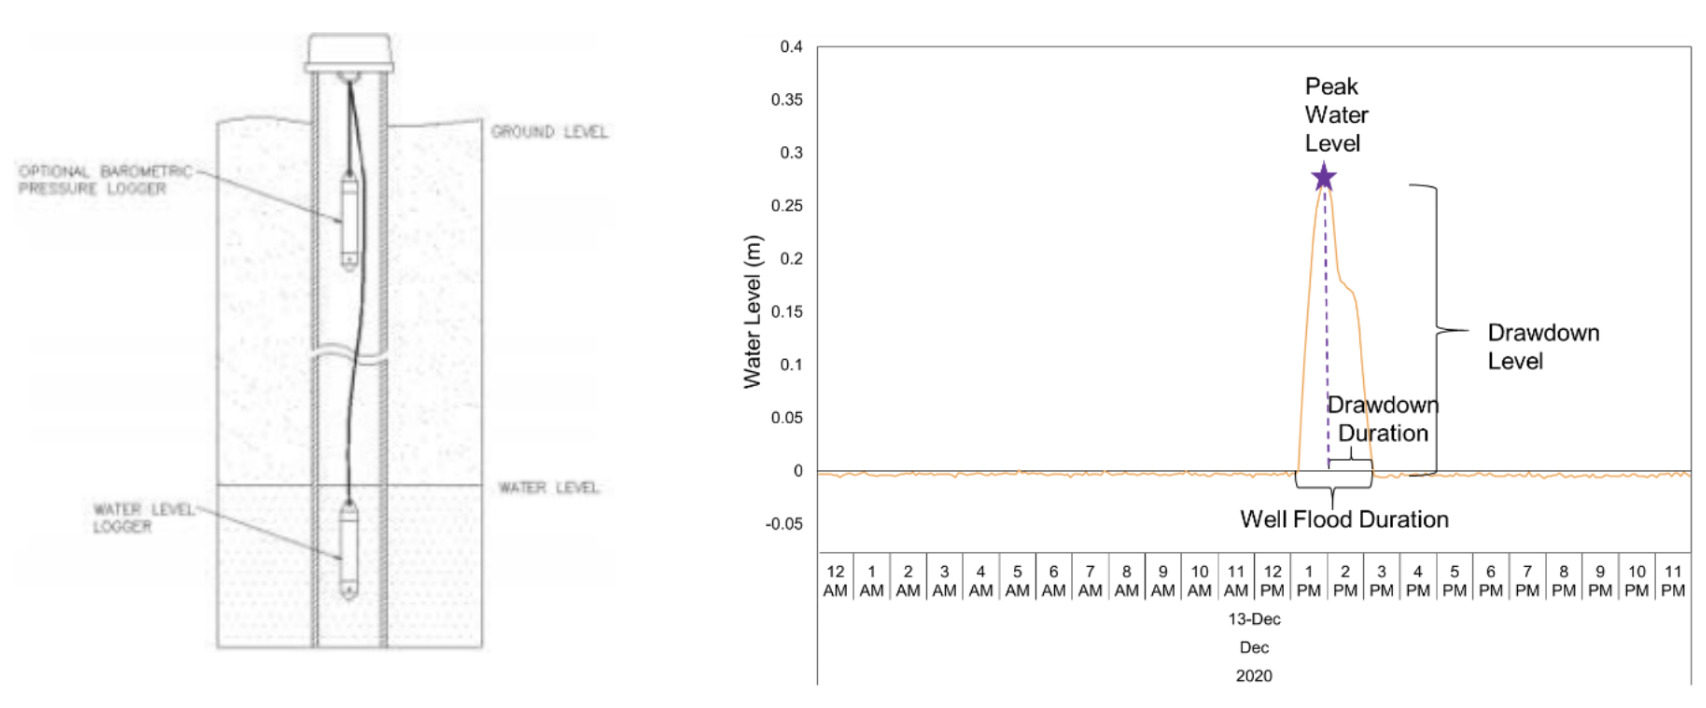 GROUND LEVEL
OPTIONAL BAROMETRIC
PRESSURE LOGGER
WATER LEVEL
WATER LEVEL
LOGGER
0.4
0.35
0.3
0.25
0.2
0.15
0.1
0.05
0
-0.05
Water Level (m)
Peak
Water
Level
Drawdown
Level
Drawdown
Duration
Well Flood Duration
12 1 2 3 4 5 6 7 8 9 10 11 12 1 2 3 4 5 6 7 8 9 10 11
AM AM AM AM AM AM AM AM AM AM AM AM PM PM PM PM PM PM PM PM PM PM PM PM
13-Dec
Dec
2020